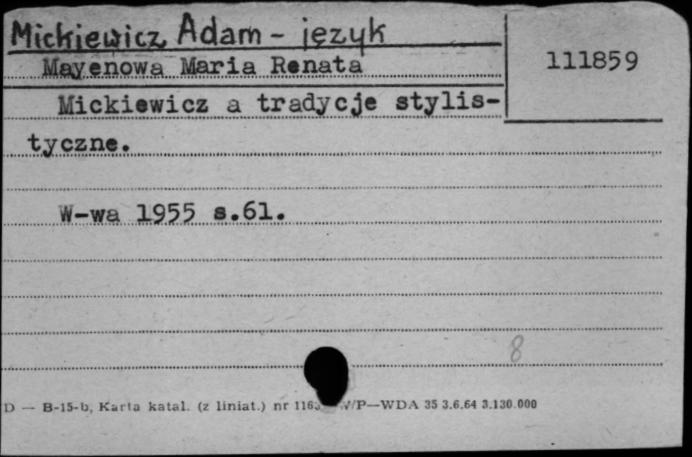 Mickiewicz Adam - język
Mayenowa Maria Renata
111859
Mickiewicz a tradycje stylis-
tyczne.
W-wa 1955 s.61.
8
D — B-15-b, Karta katal. (z liniat.) nr 116 /P—WDA 35 3.6.64 3.130.000